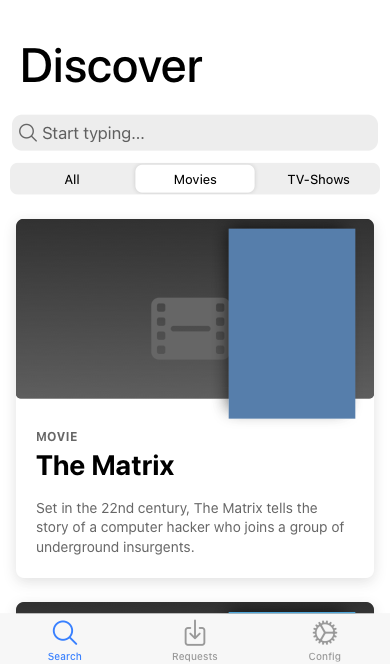 Discover
Start typing...
All
Movies
TV-Shows
MOVIE
The Matrix
Set in the 22nd century, The Matrix tells the
story of a computer hacker who joins a group of
underground insurgents.
Search
Requests
Config